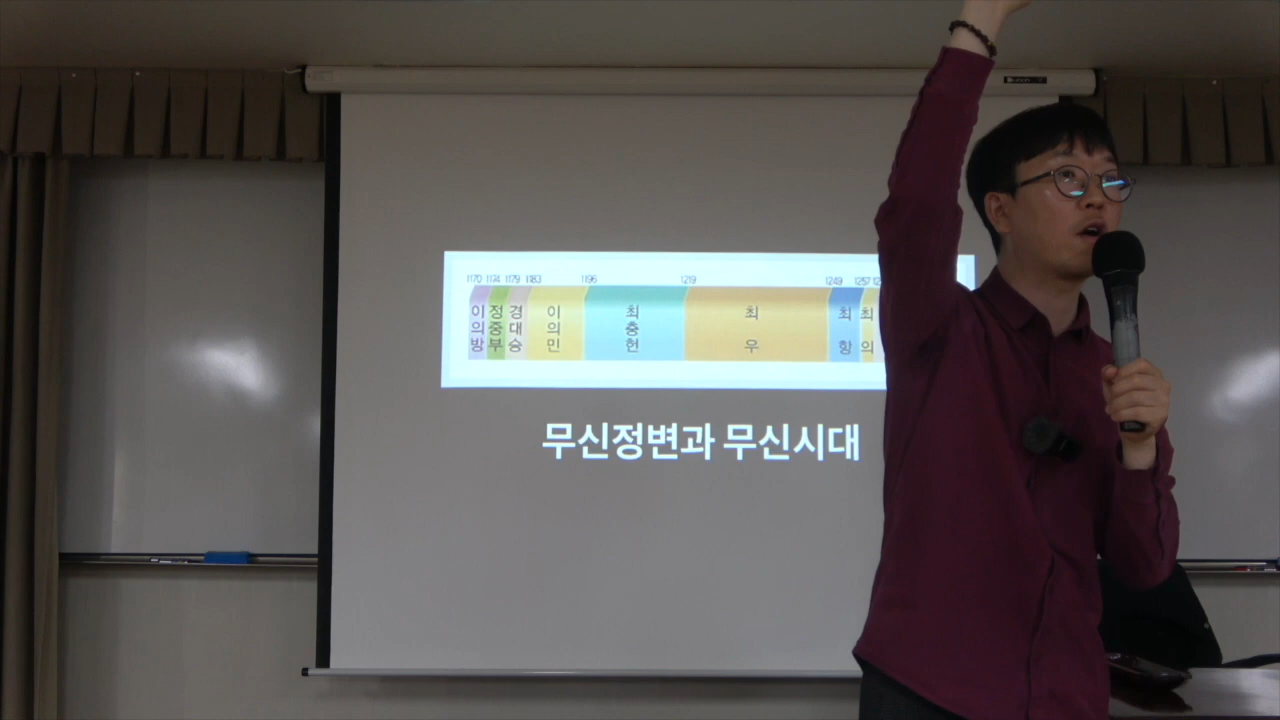 1170 1174 1179 1183 1196 1219 1249 1257
이의방 정중부 경대승 이의민 최충헌 최우 최항 최의
무신정변과 무신시대